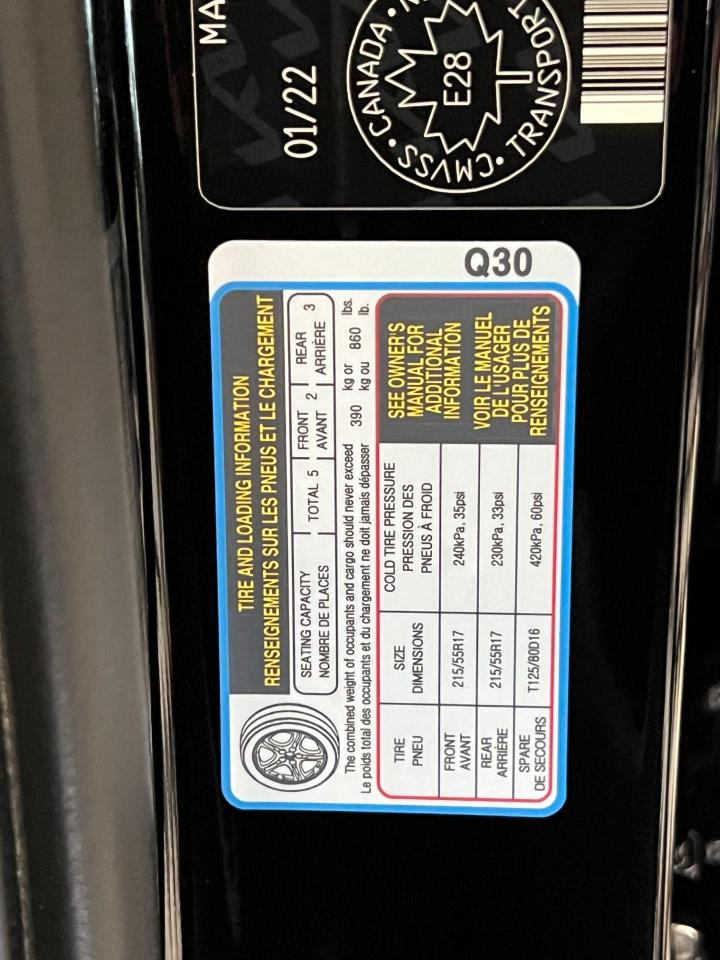 TIRE AND LOADING INFORMATION
RENSEIGNEMENTS SUR LES PNEUS ET LE CHARGEMENT
SEATING CAPACITY
NOMBRE DE PLACES
TOTAL 5
FRONT
AVANT
2
REAR
ARRIÈRE
3
The combined weight of occupants and cargo should never exceed 390 kg or 860 lbs.
Le poids total des occupants et du chargement ne doit jamais dépasser kg ou lb.
TIRE
PNEU
SIZE
DIMENSIONS
COLD TIRE PRESSURE
PRESSION DES
PNEUS À FROID
FRONT
AVANT
215/55R17
240kPa, 35psi
REAR
ARRIÈRE
215/55R17
230kPa, 33psi
SPARE
DE SECOURS
T125/80D16
420kPa, 60psi
SEE OWNER'S
MANUAL FOR
ADDITIONAL
INFORMATION
VOIR LE MANUEL
DE L'USAGER
POUR PLUS DE
RENSEIGNEMENTS
Q30
MA
01/22
CANADA •
E28
TRANSPORT
• CMVSS •